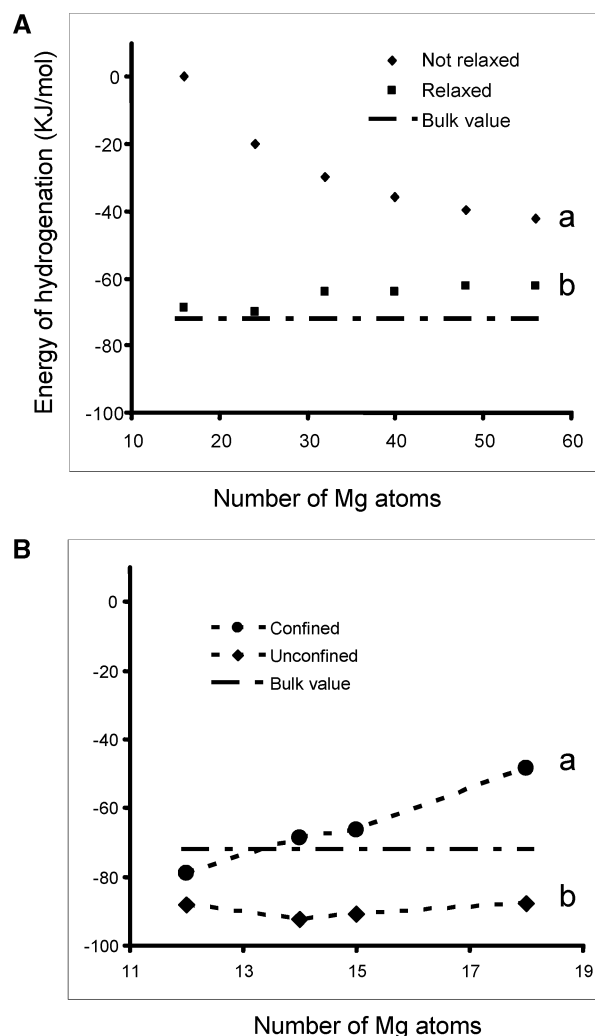 A
Energy of hydrogenation (KJ/mol)
0
-20
-40
-60
-80
-100
Not relaxed
Relaxed
Bulk value
a
b
10 20 30 40 50 60
Number of Mg atoms
B
0
-20
-40
-60
-80
-100
Confined
Unconfined
Bulk value
a
b
11 13 15 17 19
Number of Mg atoms